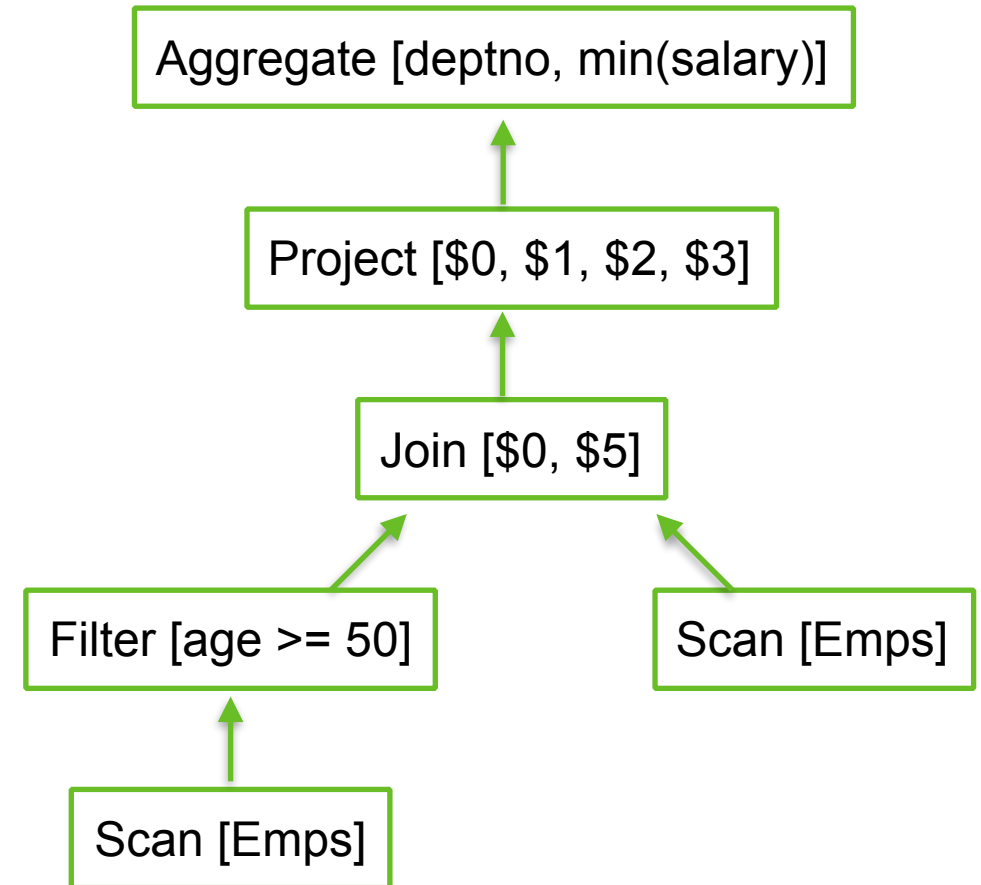 Aggregate [deptno, min(salary)]
Project [$0, $1, $2, $3]
Join [$0, $5]
Filter [age >= 50]
Scan [Emps]
Scan [Emps]